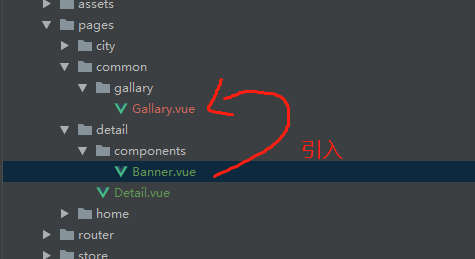 assets
pages
city
common
gallary
Gallary.vue
detail
components
引入
Banner.vue
Detail.vue
home
router
store